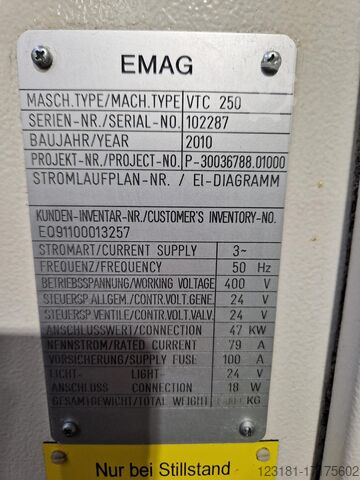 EMAG
MASCH.TYPE/MACH.TYPE VTC 250
SERIEN-NR./SERIAL-NO. 102287
BAUJAHR/YEAR 2010
PROJEKT-NR./PROJECT-NO. P-30036788.01000
STROMLAUFPLAN-NR. / El-DIAGRAMM
KUNDEN-INVENTAR-NR./CUSTOMER'S INVENTORY-NO.
EQ91100013257
STROMART/CURRENT SUPPLY 3~
FREQUENZ/FREQUENCY 50 Hz
BETRIEBSSPANNUNG/WORKING VOLTAGE 400 V
STEUERSP.ALLGEM./CONTR.VOLT.GENE. 24 V
STEUERSP.VENTILE/CONTR.VOLT.VALV. 24 V
ANSCHLUSSWERT/CONNECTION 47 KW
NENNSTROM/RATED CURRENT 79 A
VORSICHERUNG/SUPPLY FUSE 100 A
LICHT- LIGHT- 24 V
ANSCHLUSS CONNECTION 18 W
GESAMTGEWICHT/TOTAL WEIGHT KG
Nur bei Stillstand
123181-17175602